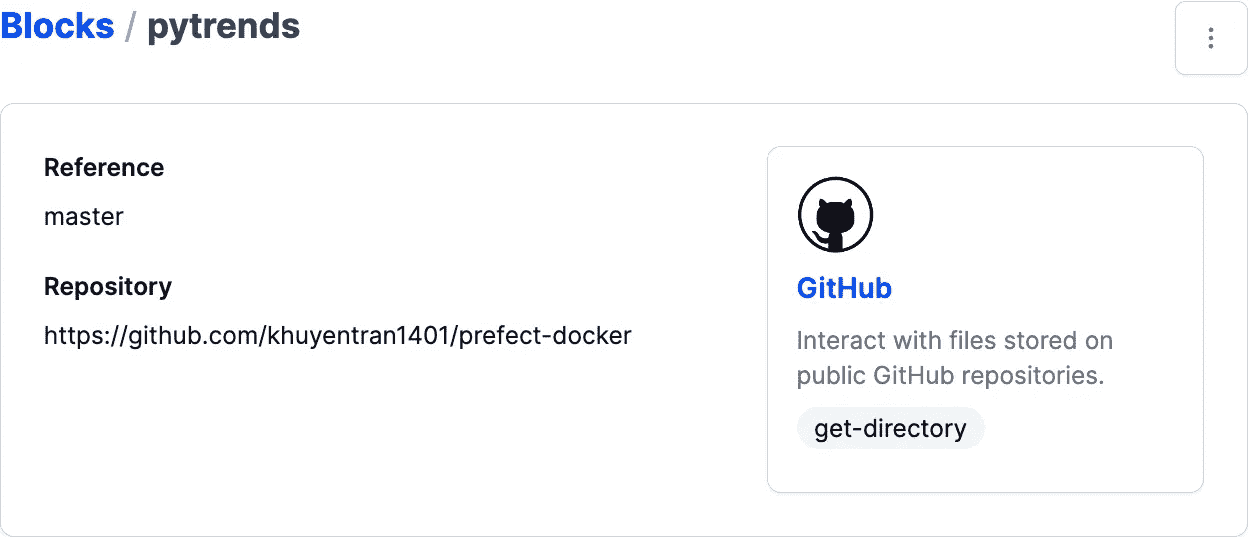 Blocks / pytrends
Reference
master
Repository
https://github.com/khuyentran1401/prefect-docker
GitHub
Interact with files stored on
public GitHub repositories.
get-directory